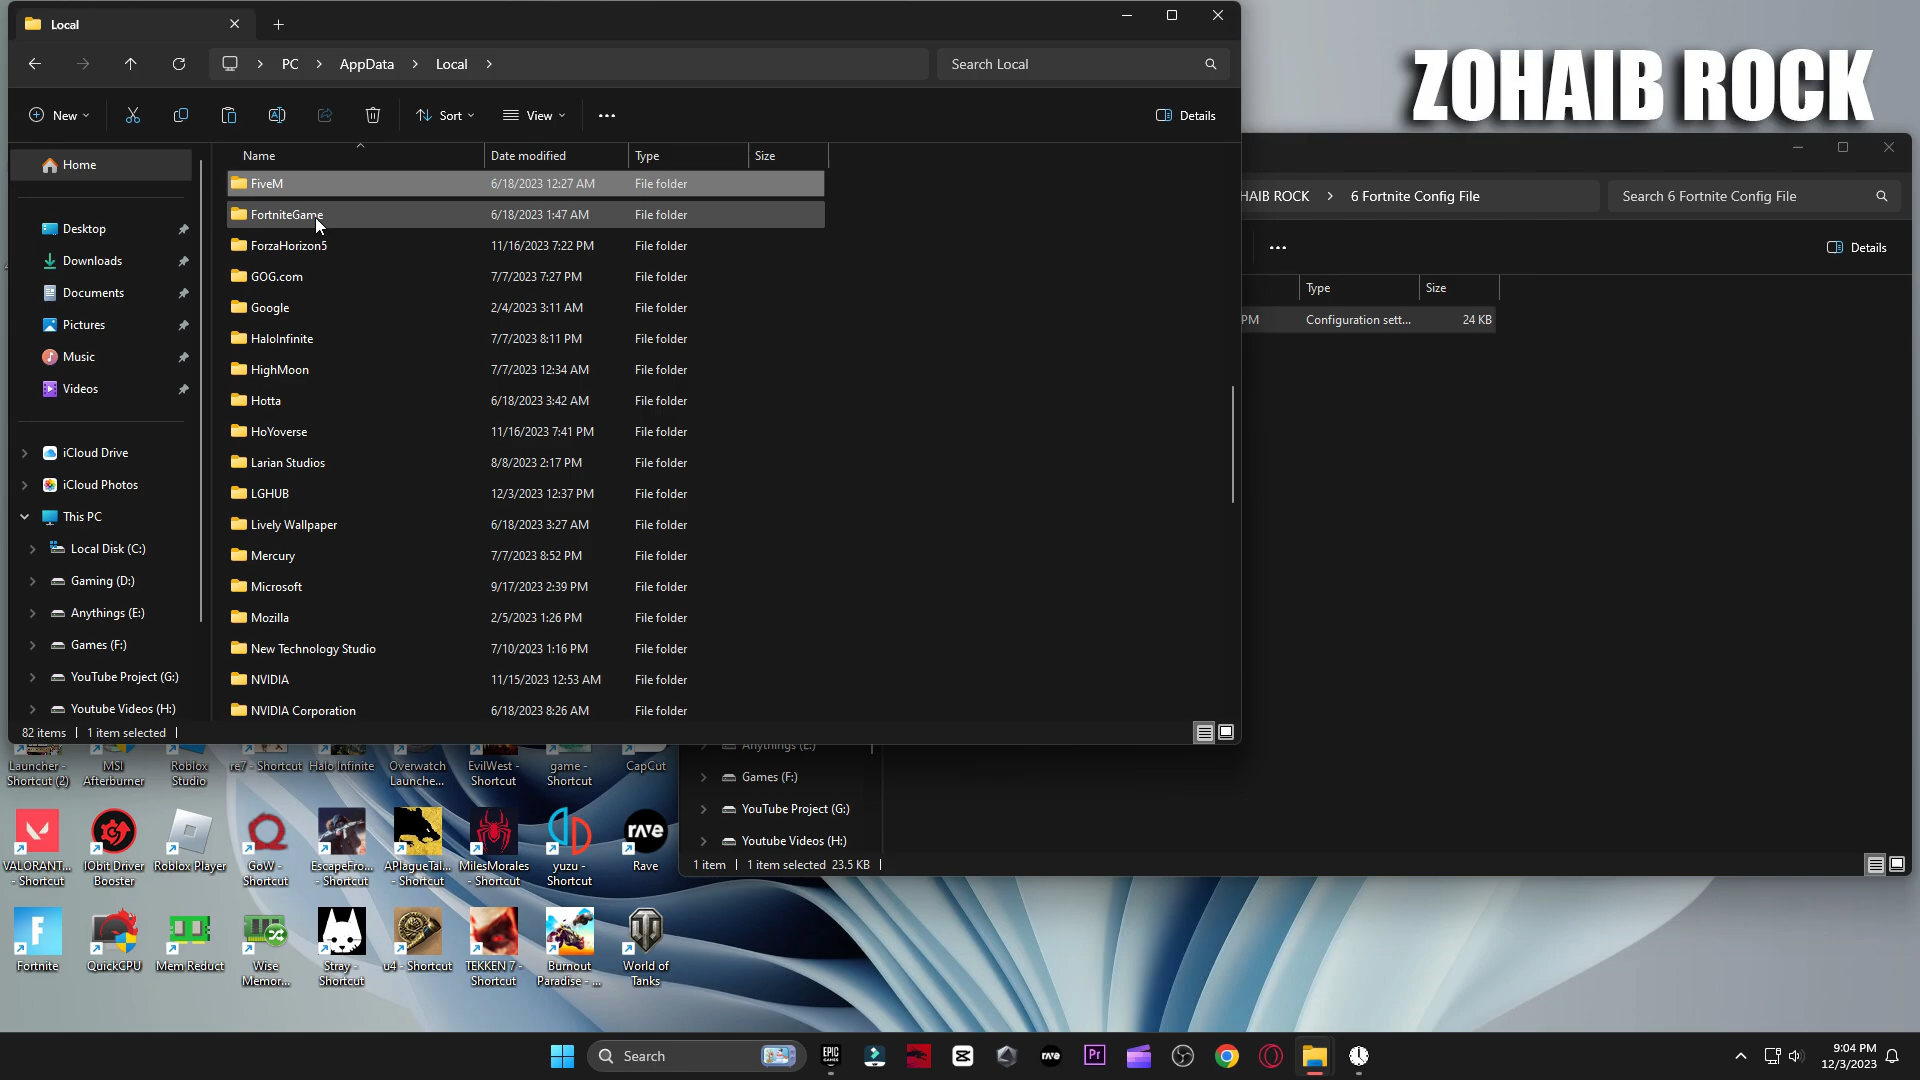 Local
PC > AppData > Local >
Search Local
New
Sort
View
Details
Home
Desktop
Downloads
Documents
Pictures
Music
Videos
iCloud Drive
iCloud Photos
This PC
Local Disk (C:)
Gaming (D:)
Anythings (E:)
Games (F:)
YouTube Project (G:)
Youtube Videos (H:)
Name Date modified Type Size
FiveM 6/18/2023 12:27 AM File folder
FortniteGame 6/18/2023 1:47 AM File folder
ForzaHorizon5 11/16/2023 7:22 PM File folder
GOG.com 7/7/2023 7:27 PM File folder
Google 2/4/2023 3:11 AM File folder
HaloInfinite 7/7/2023 8:11 PM File folder
HighMoon 7/7/2023 12:34 AM File folder
Hotta 6/18/2023 3:42 AM File folder
HoYoverse 11/16/2023 7:41 PM File folder
Larian Studios 8/8/2023 2:17 PM File folder
LGHUB 12/3/2023 12:37 PM File folder
Lively Wallpaper 6/18/2023 3:27 AM File folder
Mercury 7/7/2023 8:52 PM File folder
Microsoft 9/17/2023 2:39 PM File folder
Mozilla 2/5/2023 1:26 PM File folder
New Technology Studio 7/10/2023 1:16 PM File folder
NVIDIA 11/15/2023 12:53 AM File folder
NVIDIA Corporation 6/18/2023 8:26 AM File folder
82 items | 1 item selected |
ZOHAIB ROCK
HAIB ROCK > 6 Fortnite Config File
Search 6 Fortnite Config File
Details
Type Size
PM Configuration sett... 24 KB
Anythings (E:)
Games (F:)
YouTube Project (G:)
Youtube Videos (H:)
1 item | 1 item selected 23.5 KB |
Launcher - Shortcut (2)
MSI Afterburner
Roblox Studio
re7 - Shortcut
Halo Infinite
Overwatch Launche...
EvilWest - Shortcut
game - Shortcut
CapCut
VALORANT... - Shortcut
IObit Driver Booster
Roblox Player
GoW - Shortcut
EscapeFro... - Shortcut
APlagueTal... - Shortcut
MilesMorales - Shortcut
yuzu - Shortcut
rave
Rave
F
Fortnite
QuickCPU
Mem Reduct
Wise Memor...
Stray - Shortcut
u4 - Shortcut
TEKKEN 7 - Shortcut
Burnout Paradise - ...
World of Tanks
Search
EPIC GAMES
rave
Pr
9:04 PM
12/3/2023